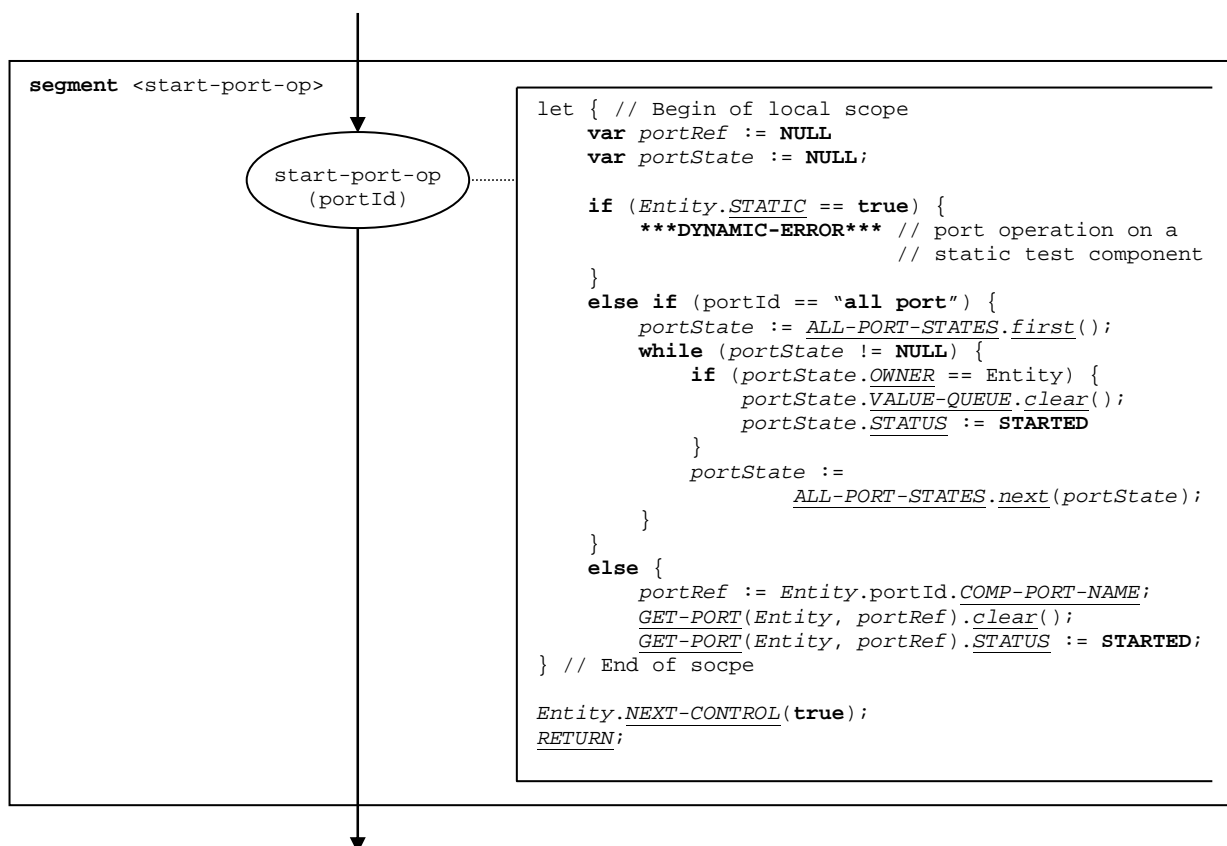 segment <start-port-op>
start-port-op
(portId)
let { // Begin of local scope
var portRef := NULL
var portState := NULL;
if (Entity.STATIC == true) {
***DYNAMIC-ERROR*** // port operation on a
// static test component
}
else if (portId == “all port”) {
portState := ALL-PORT-STATES.first();
while (portState != NULL) {
if (portState.OWNER == Entity) {
portState.VALUE-QUEUE.clear();
portState.STATUS := STARTED
}
portState :=
ALL-PORT-STATES.next(portState);
}
}
else {
portRef := Entity.portId.COMP-PORT-NAME;
GET-PORT(Entity, portRef).clear();
GET-PORT(Entity, portRef).STATUS := STARTED;
} // End of socpe
Entity.NEXT-CONTROL(true);
RETURN;